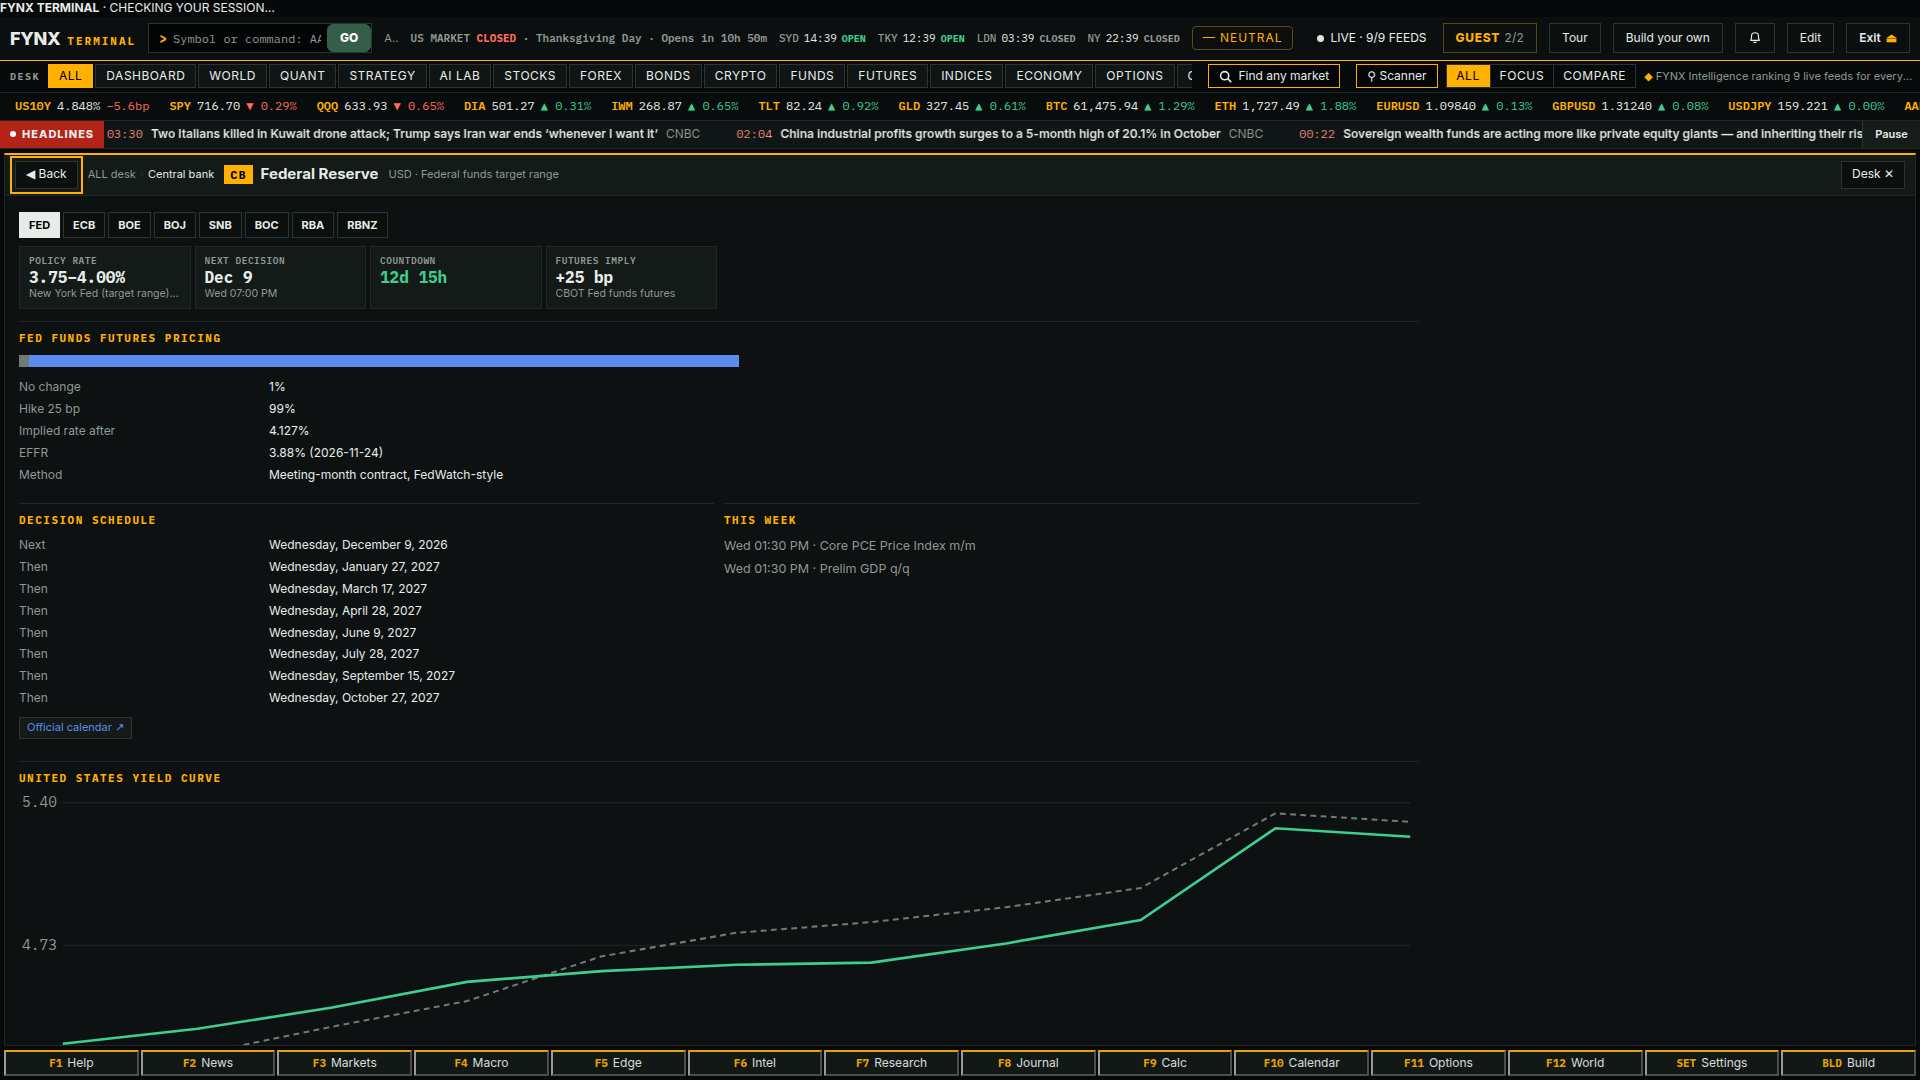 FYNX TERMINAL · CHECKING YOUR SESSION...
FYNX TERMINAL
> Symbol or command: AA
GO
A..
US MARKET CLOSED · Thanksgiving Day · Opens in 10h 50m
SYD 14:39 OPEN TKY 12:39 OPEN LDN 03:39 CLOSED NY 22:39 CLOSED
— NEUTRAL
LIVE · 9/9 FEEDS
GUEST 2/2
Tour
Build your own
Edit
Exit ⏏
DESK ALL DASHBOARD WORLD QUANT STRATEGY AI LAB STOCKS FOREX BONDS CRYPTO FUNDS FUTURES INDICES ECONOMY OPTIONS
Find any market
Scanner
ALL FOCUS COMPARE
◆ FYNX Intelligence ranking 9 live feeds for every...
US10Y 4.848% −5.6bp SPY 716.70 ▼ 0.29% QQQ 633.93 ▼ 0.65% DIA 501.27 ▲ 0.31% IWM 268.87 ▲ 0.65% TLT 82.24 ▲ 0.92% GLD 327.45 ▲ 0.61% BTC 61,475.94 ▲ 1.29% ETH 1,727.49 ▲ 1.88% EURUSD 1.09840 ▲ 0.13% GBPUSD 1.31240 ▲ 0.08% USDJPY 159.221 ▲ 0.00% AA
● HEADLINES
03:30 Two Italians killed in Kuwait drone attack; Trump says Iran war ends ‘whenever I want it’ CNBC
02:04 China industrial profits growth surges to a 5-month high of 20.1% in October CNBC
00:22 Sovereign wealth funds are acting more like private equity giants — and inheriting their ris
Pause
◀ Back
ALL desk · Central bank
CB Federal Reserve USD · Federal funds target range
Desk ✕
FED ECB BOE BOJ SNB BOC RBA RBNZ
POLICY RATE
3.75–4.00%
New York Fed (target range)...
NEXT DECISION
Dec 9
Wed 07:00 PM
COUNTDOWN
12d 15h
FUTURES IMPLY
+25 bp
CBOT Fed funds futures
FED FUNDS FUTURES PRICING
No change 1%
Hike 25 bp 99%
Implied rate after 4.127%
EFFR 3.88% (2026-11-24)
Method Meeting-month contract, FedWatch-style
DECISION SCHEDULE
Next Wednesday, December 9, 2026
Then Wednesday, January 27, 2027
Then Wednesday, March 17, 2027
Then Wednesday, April 28, 2027
Then Wednesday, June 9, 2027
Then Wednesday, July 28, 2027
Then Wednesday, September 15, 2027
Then Wednesday, October 27, 2027
Official calendar ↗
THIS WEEK
Wed 01:30 PM · Core PCE Price Index m/m
Wed 01:30 PM · Prelim GDP q/q
UNITED STATES YIELD CURVE
5.40
4.73
F1 Help F2 News F3 Markets F4 Macro F5 Edge F6 Intel F7 Research F8 Journal F9 Calc F10 Calendar F11 Options F12 World SET Settings BLD Build